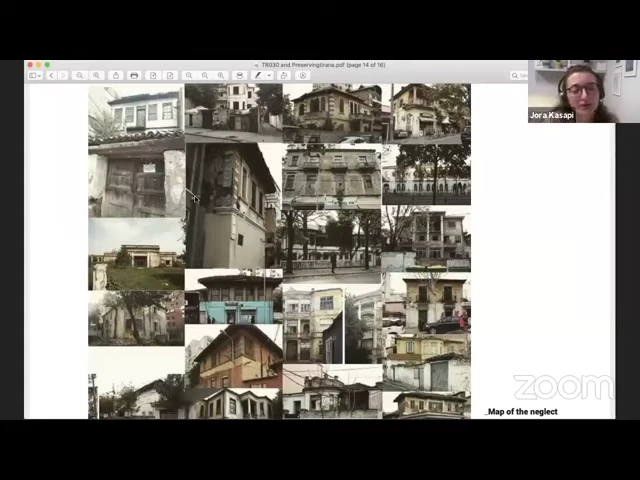 TR030 and Preservingtirana.pdf (page 14 of 16)
Jora Kasapi
zoom
_Map of the neglect